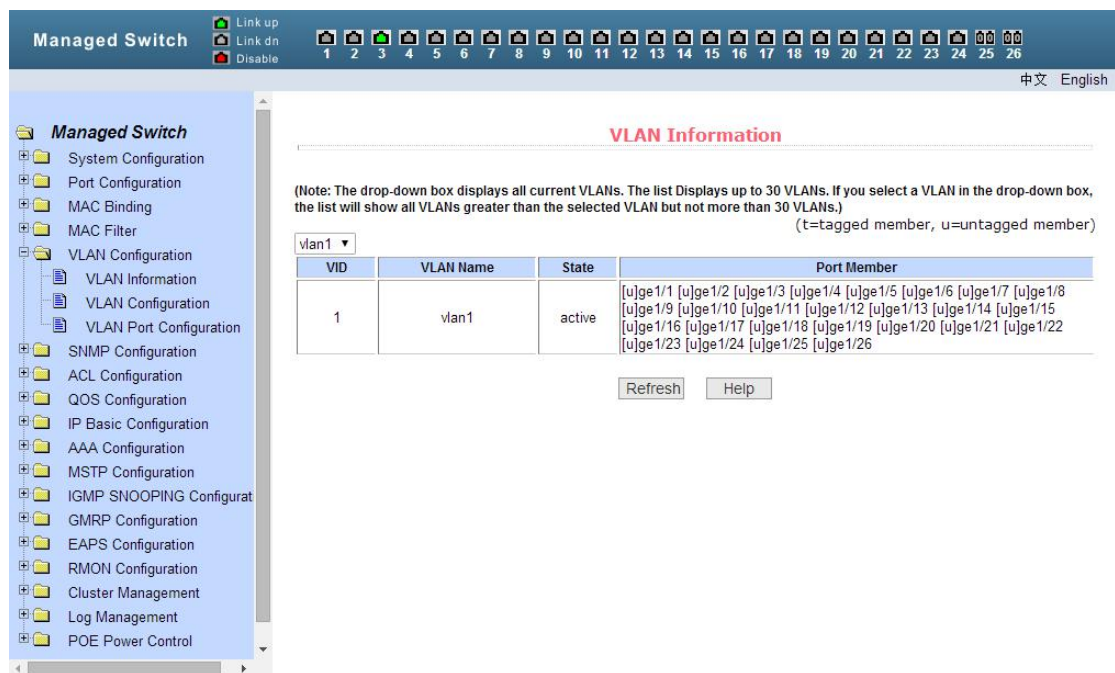 Managed Switch
Link up
Link dn
Disable
1 2 3 4 5 6 7 8 9 10 11 12 13 14 15 16 17 18 19 20 21 22 23 24 25 26
中文 English
Managed Switch
System Configuration
Port Configuration
MAC Binding
MAC Filter
VLAN Configuration
VLAN Information
VLAN Configuration
VLAN Port Configuration
SNMP Configuration
ACL Configuration
QOS Configuration
IP Basic Configuration
AAA Configuration
MSTP Configuration
IGMP SNOOPING Configurat
GMRP Configuration
EAPS Configuration
RMON Configuration
Cluster Management
Log Management
POE Power Control
VLAN Information
(Note: The drop-down box displays all current VLANs. The list Displays up to 30 VLANs. If you select a VLAN in the drop-down box,
the list will show all VLANs greater than the selected VLAN but not more than 30 VLANs.)
(t=tagged member, u=untagged member)
vlan1
VID VLAN Name State Port Member
1 vlan1 active
[u]ge1/1 [u]ge1/2 [u]ge1/3 [u]ge1/4 [u]ge1/5 [u]ge1/6 [u]ge1/7 [u]ge1/8
[u]ge1/9 [u]ge1/10 [u]ge1/11 [u]ge1/12 [u]ge1/13 [u]ge1/14 [u]ge1/15
[u]ge1/16 [u]ge1/17 [u]ge1/18 [u]ge1/19 [u]ge1/20 [u]ge1/21 [u]ge1/22
[u]ge1/23 [u]ge1/24 [u]ge1/25 [u]ge1/26
Refresh Help